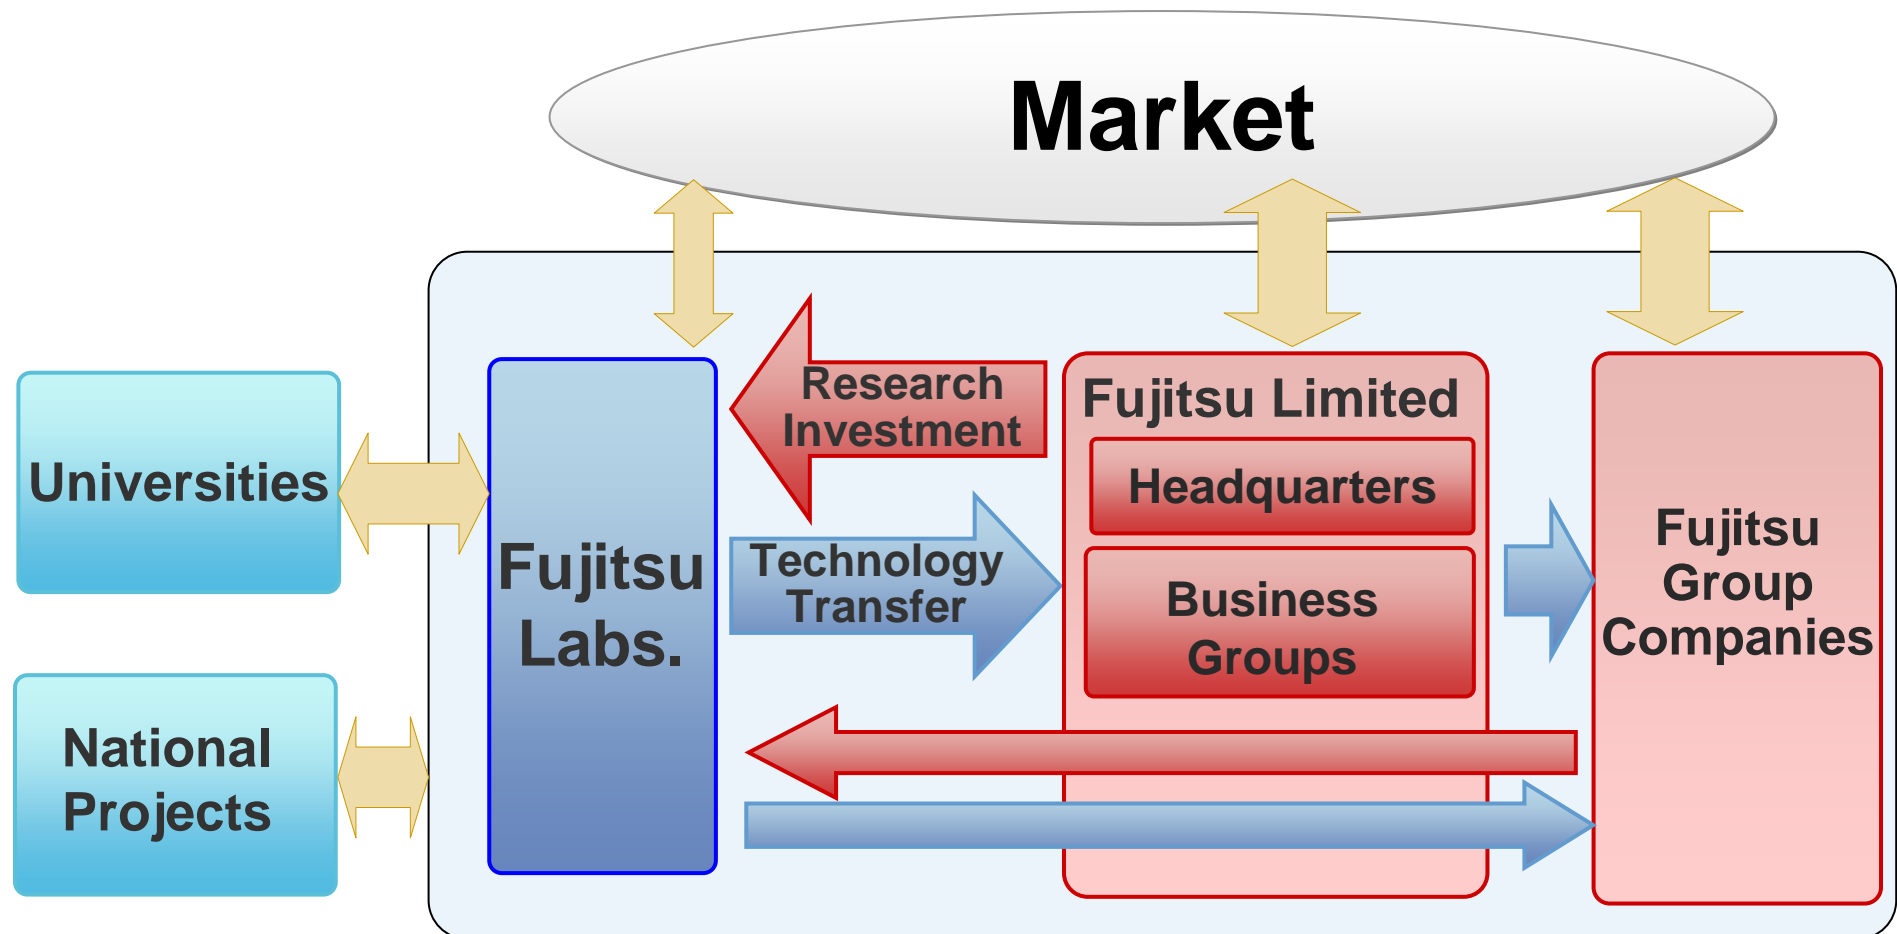 Market
Research
Investment
Fujitsu Limited
Headquarters
Universities
Fujitsu
Labs.
Technology
Transfer
Business
Groups
Fujitsu
Group
Companies
National
Projects